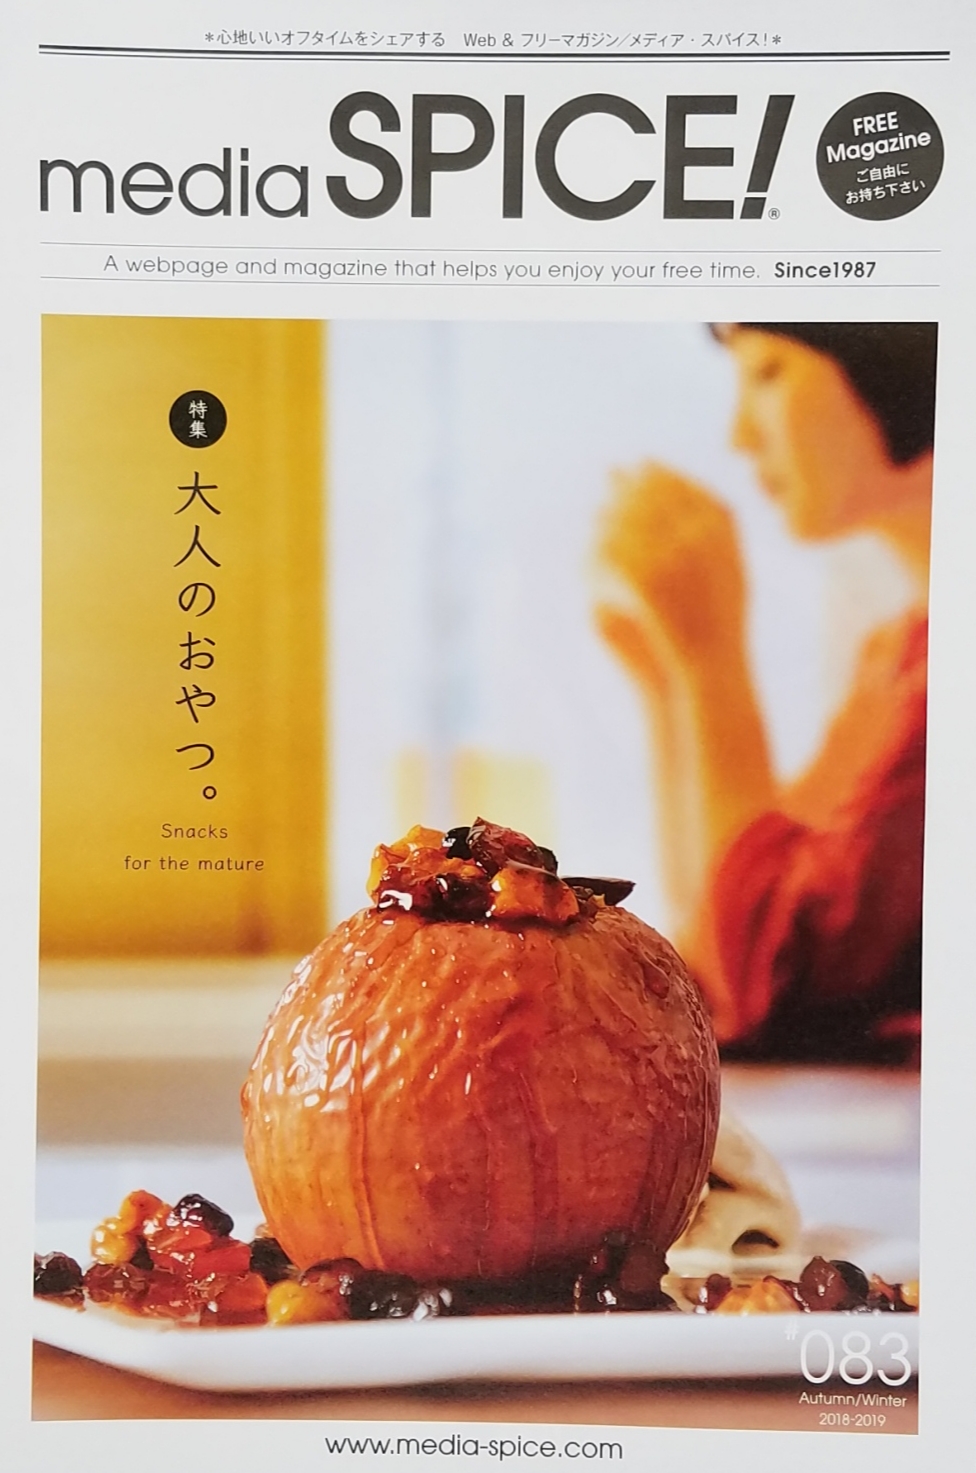 ＊心地いいオフタイムをシェアする　Web & フリーマガジン／メディア・スパイス！＊
media SPICE!®
FREE
Magazine
ご自由に
お持ち下さい
A webpage and magazine that helps you enjoy your free time. Since1987
特集
大人のおやつ。
Snacks
for the mature
#083
Autumn/Winter
2018-2019
www.media-spice.com